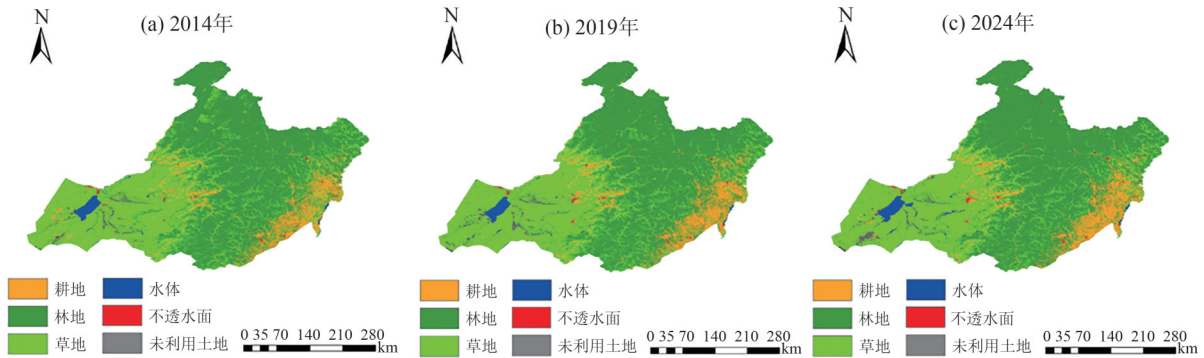 N
(a) 2014年
耕地
水体
林地
不透水面
草地
未利用土地
0 35 70 140 210 280
km
N
(b) 2019年
耕地
水体
林地
不透水面
草地
未利用土地
0 35 70 140 210 280
km
N
(c) 2024年
耕地
水体
林地
不透水面
草地
未利用土地
0 35 70 140 210 280
km